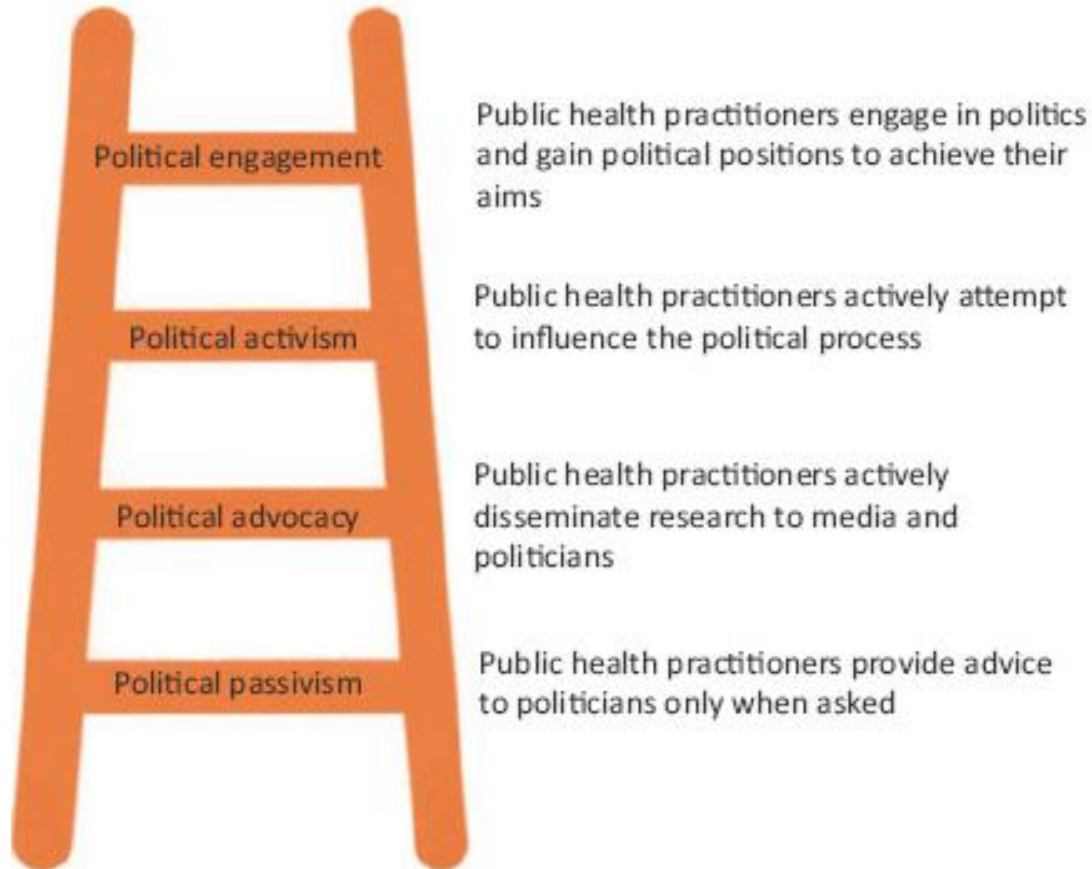 Political engagement
Public health practitioners engage in politics
and gain political positions to achieve their
aims
Political activism
Public health practitioners actively attempt
to influence the political process
Political advocacy
Public health practitioners actively
disseminate research to media and
politicians
Political passivism
Public health practitioners provide advice
to politicians only when asked